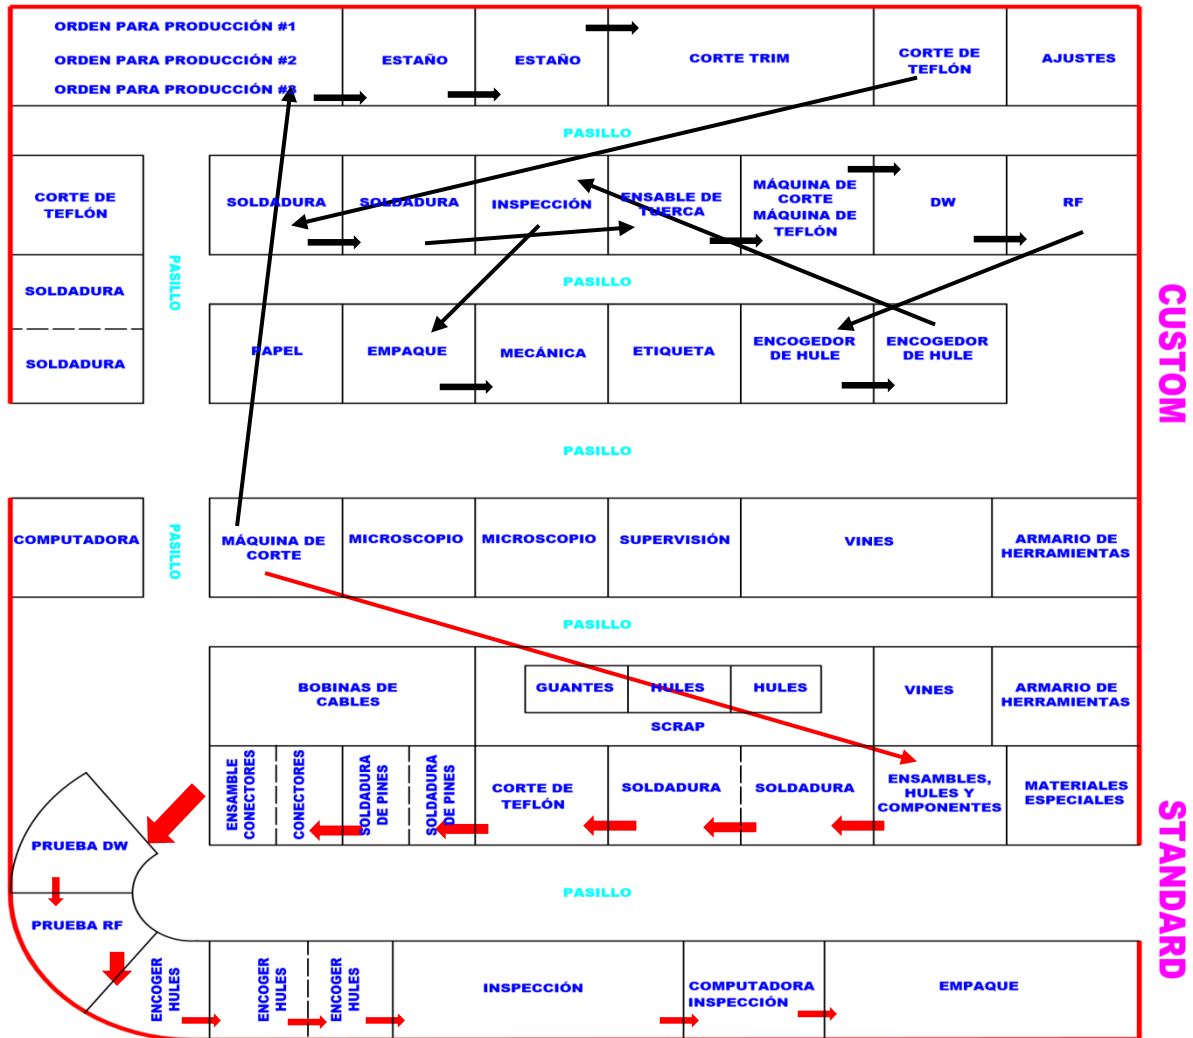 ORDEN PARA PRODUCCIÓN #1
ORDEN PARA PRODUCCIÓN #2
ORDEN PARA PRODUCCIÓN #3
ESTAÑO
ESTAÑO
CORTE TRIM
CORTE DE
TEFLÓN
AJUSTES
PASILLO
CORTE DE
TEFLÓN
SOLDADURA
SOLDADURA
INSPECCIÓN
ENSABLE DE
TUERCA
MÁQUINA DE
CORTE
MÁQUINA DE
TEFLÓN
DW
RF
PASILLO
PASILLO
SOLDADURA
SOLDADURA
PAPEL
EMPAQUE
MECÁNICA
ETIQUETA
ENCOGEDOR
DE HULE
ENCOGEDOR
DE HULE
CUSTOM
PASILLO
COMPUTADORA
PASILLO
MÁQUINA DE
CORTE
MICROSCOPIO
MICROSCOPIO
SUPERVISIÓN
VINES
ARMARIO DE
HERRAMIENTAS
PASILLO
BOBINAS DE
CABLES
GUANTES
HULES
HULES
SCRAP
VINES
ARMARIO DE
HERRAMIENTAS
ENSAMBLE
CONECTORES
CONECTORES
SOLDADURA
DE PINES
SOLDADURA
DE PINES
CORTE DE
TEFLÓN
SOLDADURA
SOLDADURA
ENSAMBLES,
HULES Y
COMPONENTES
MATERIALES
ESPECIALES
STANDARD
PRUEBA DW
PASILLO
PRUEBA RF
ENCOGER
HULES
ENCOGER
HULES
ENCOGER
HULES
INSPECCIÓN
COMPUTADORA
INSPECCIÓN
EMPAQUE